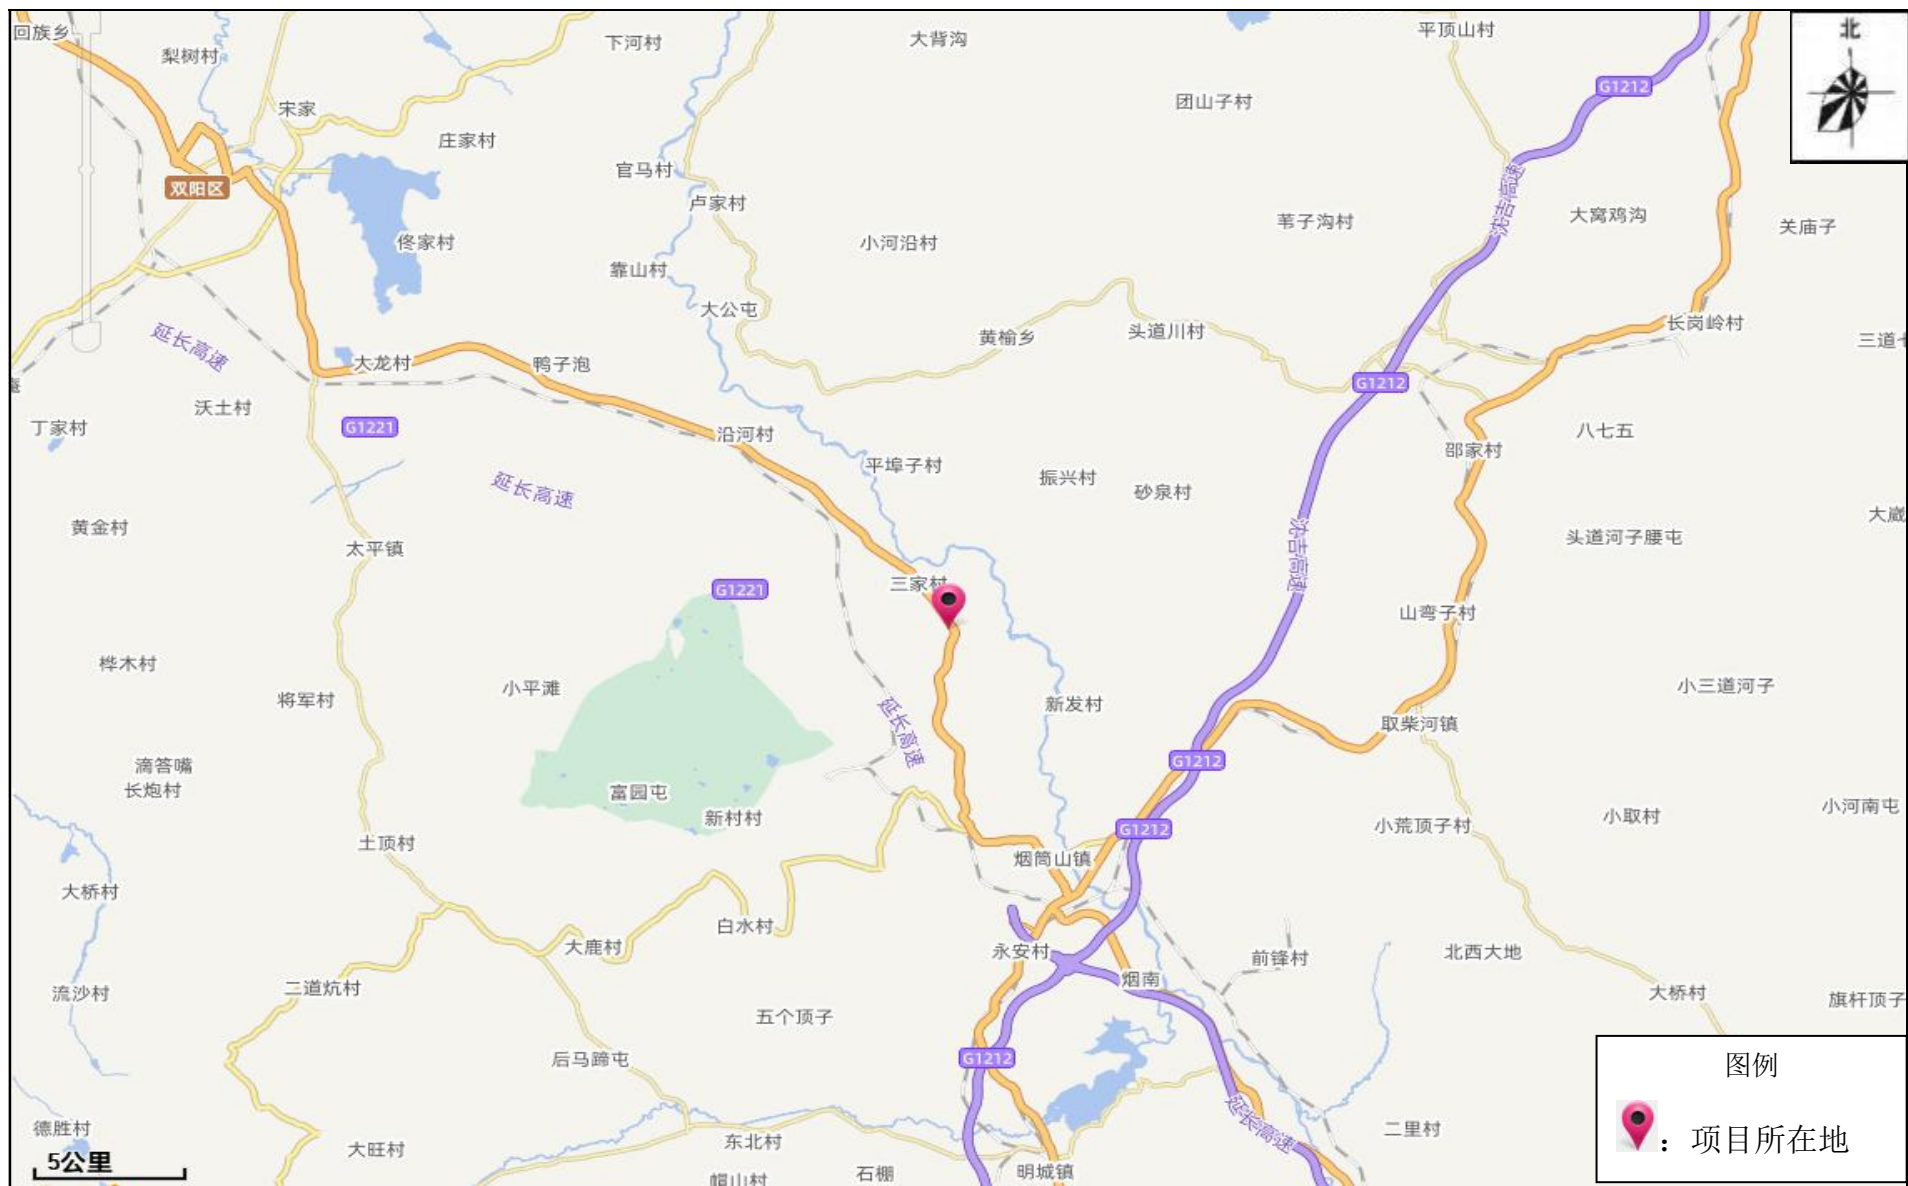 回族乡
梨树村
下河村
大背沟
平顶山村
北
宋家
庄家村
团山子村
G1212
双阳区
官马村
卢家村
沈吉高速
佟家村
小河沿村
苇子沟村
大窝鸡沟
关庙子
靠山村
大公屯
延长高速
大龙村
鸭子泡
黄榆乡
头道川村
长岗岭村
三道
G1212
沃土村
丁家村
G1221
沿河村
八七五
邵家村
平埠子村
振兴村
砂泉村
延长高速
黄金村
太平镇
沈吉高速
头道河子腰屯
大崴
G1221
三家村
山弯子村
桦木村
将军村
小平滩
新发村
小三道河子
取柴河镇
延长高速
G1212
滴答嘴
长炮村
富园屯
新村村
G1212
小荒顶子村
小取村
小河南屯
土顶村
烟筒山镇
大桥村
白水村
大鹿村
永安村
烟南
前锋村
北西大地
流沙村
二道炕村
五个顶子
大桥村
旗杆顶子
后马蹄屯
G1212
图例
：项目所在地
德胜村
大旺村
东北村
延长高速
二里村
5公里
帽山村
石棚
明城镇